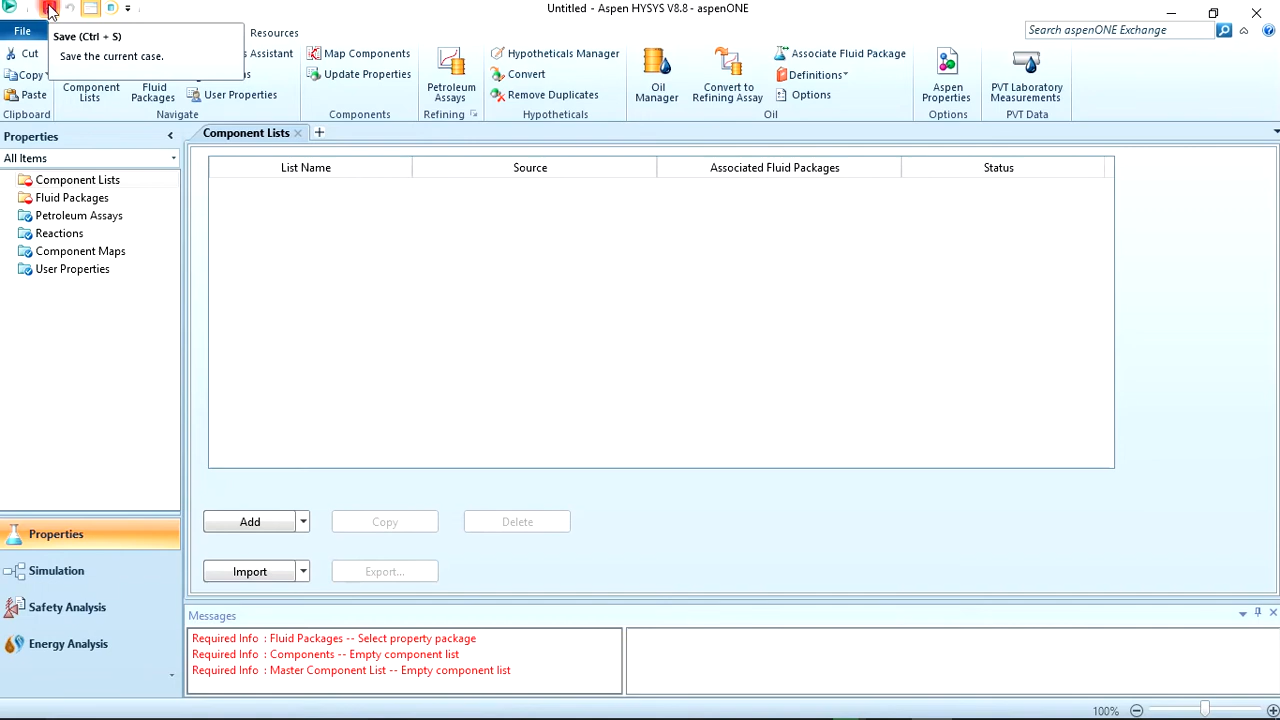 Untitled - Aspen HYSYS V8.8 - aspenONE
File
Resources
Search aspenONE Exchange
Save (Ctrl + S)
Save the current case.
Cut
Copy
Paste
Clipboard
Component Lists
Fluid Packages
Assistant
User Properties
Navigate
Map Components
Update Properties
Components
Petroleum Assays
Refining
Hypotheticals Manager
Convert
Remove Duplicates
Hypotheticals
Oil Manager
Convert to Refining Assay
Associate Fluid Package
Definitions
Options
Oil
Aspen Properties
Options
PVT Laboratory Measurements
PVT Data
Properties
All Items
Component Lists
Fluid Packages
Petroleum Assays
Reactions
Component Maps
User Properties
Properties
Simulation
Safety Analysis
Energy Analysis
Component Lists
List Name
Source
Associated Fluid Packages
Status
Add
Copy
Delete
Import
Export...
Messages
Required Info : Fluid Packages -- Select property package
Required Info : Components -- Empty component list
Required Info : Master Component List -- Empty component list
100%